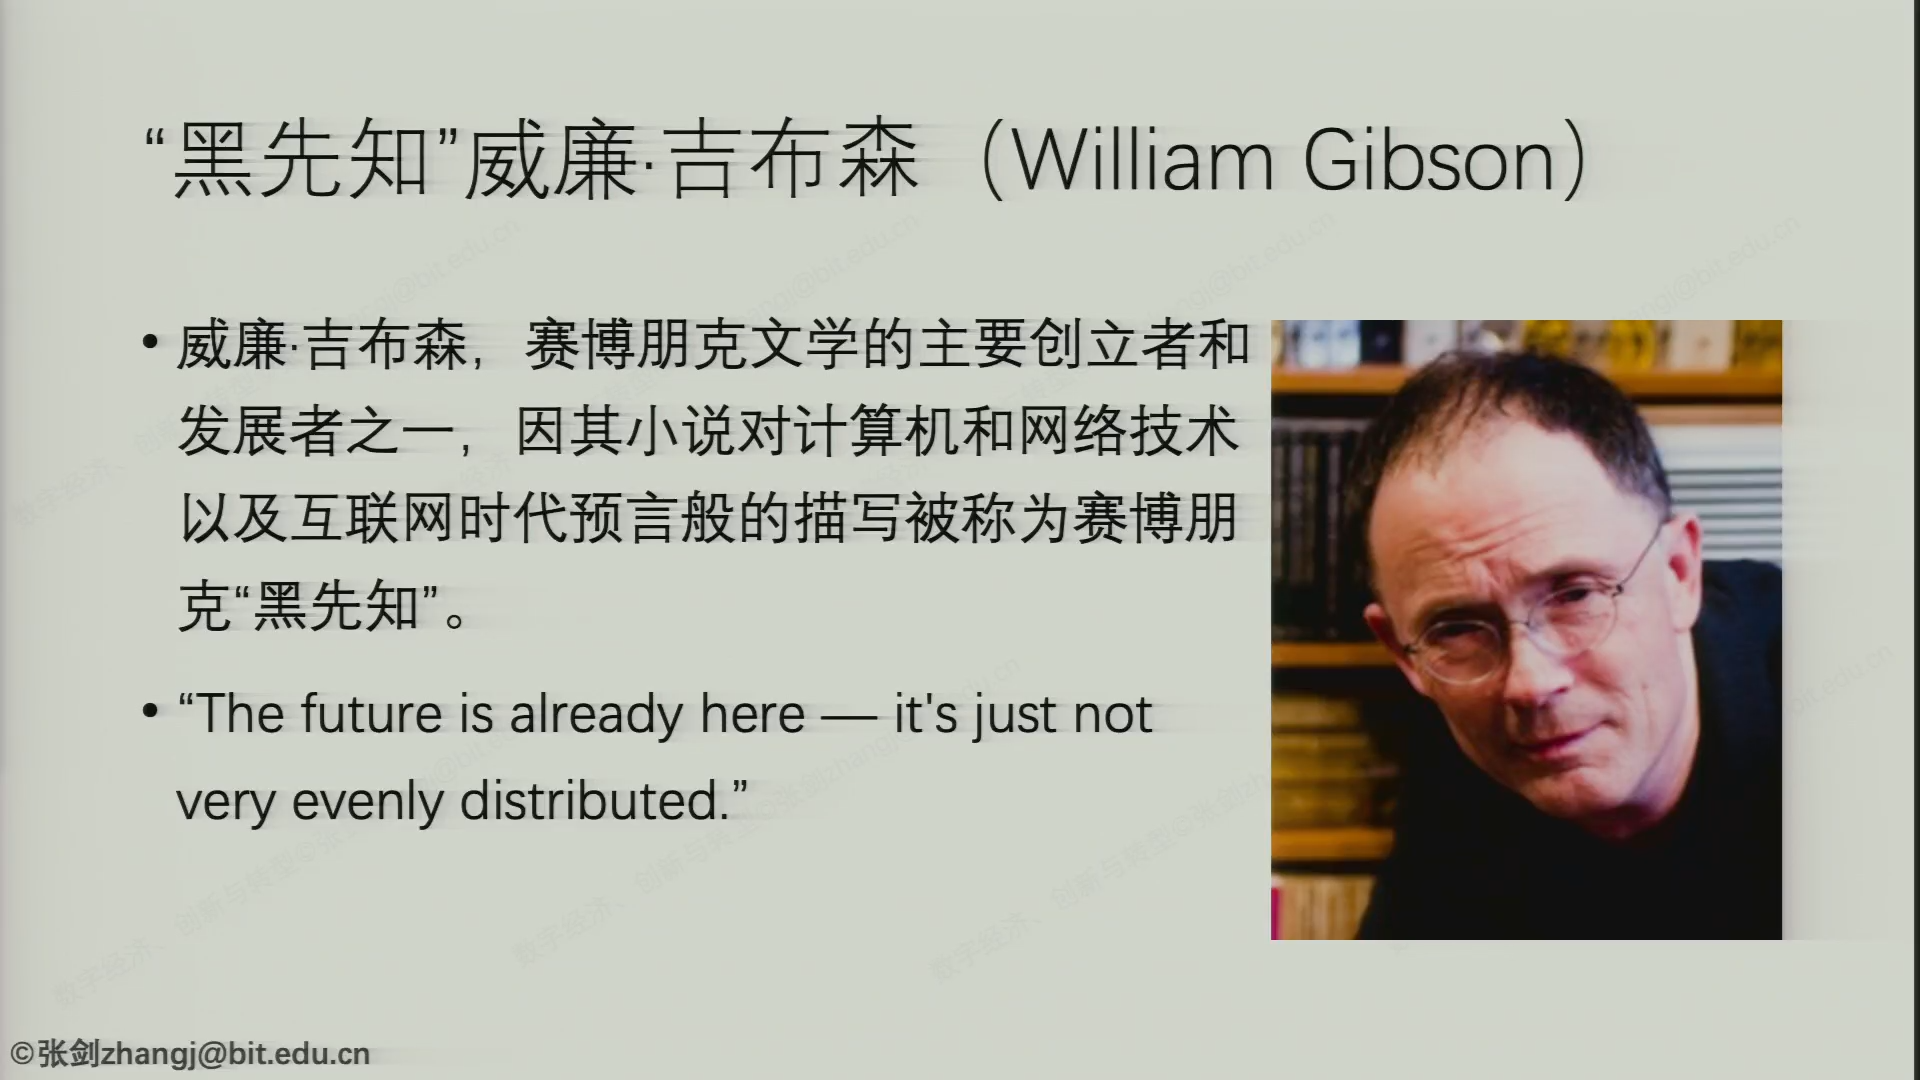 “黑先知”威廉·吉布森（William Gibson）
• 威廉·吉布森，赛博朋克文学的主要创立者和
发展者之一，因其小说对计算机和网络技术
以及互联网时代预言般的描写被称为赛博朋
克“黑先知”。
• “The future is already here — it's just not
very evenly distributed.”
©张剑zhangj@bit.edu.cn